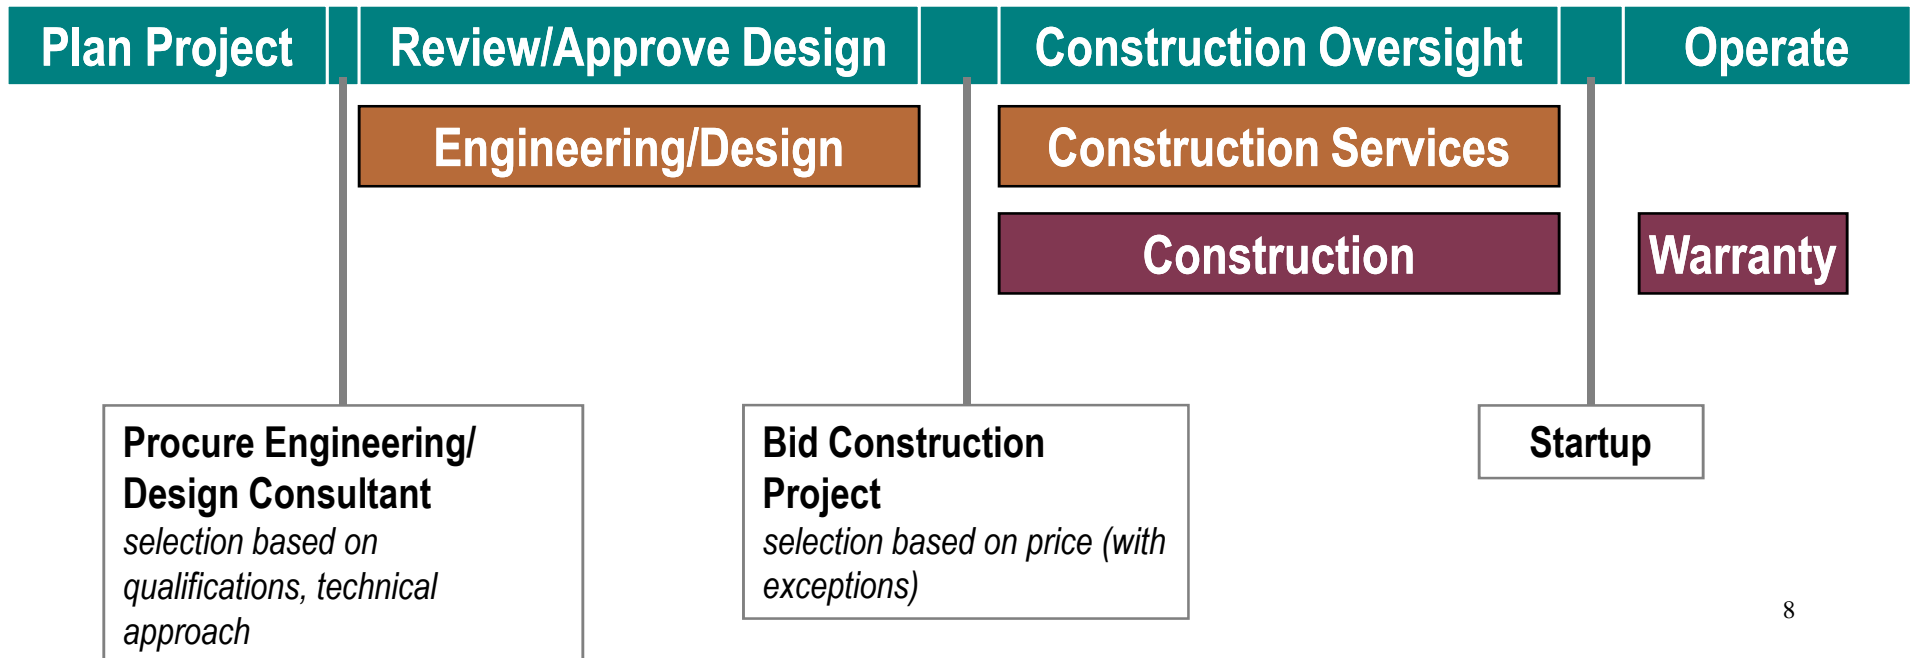 Plan Project
Review/Approve Design
Construction Oversight
Operate
Engineering/Design
Construction Services
Construction
Warranty
Procure Engineering/
Design Consultant
selection based on
qualifications, technical
approach
Bid Construction
Project
selection based on price (with
exceptions)
Startup
8